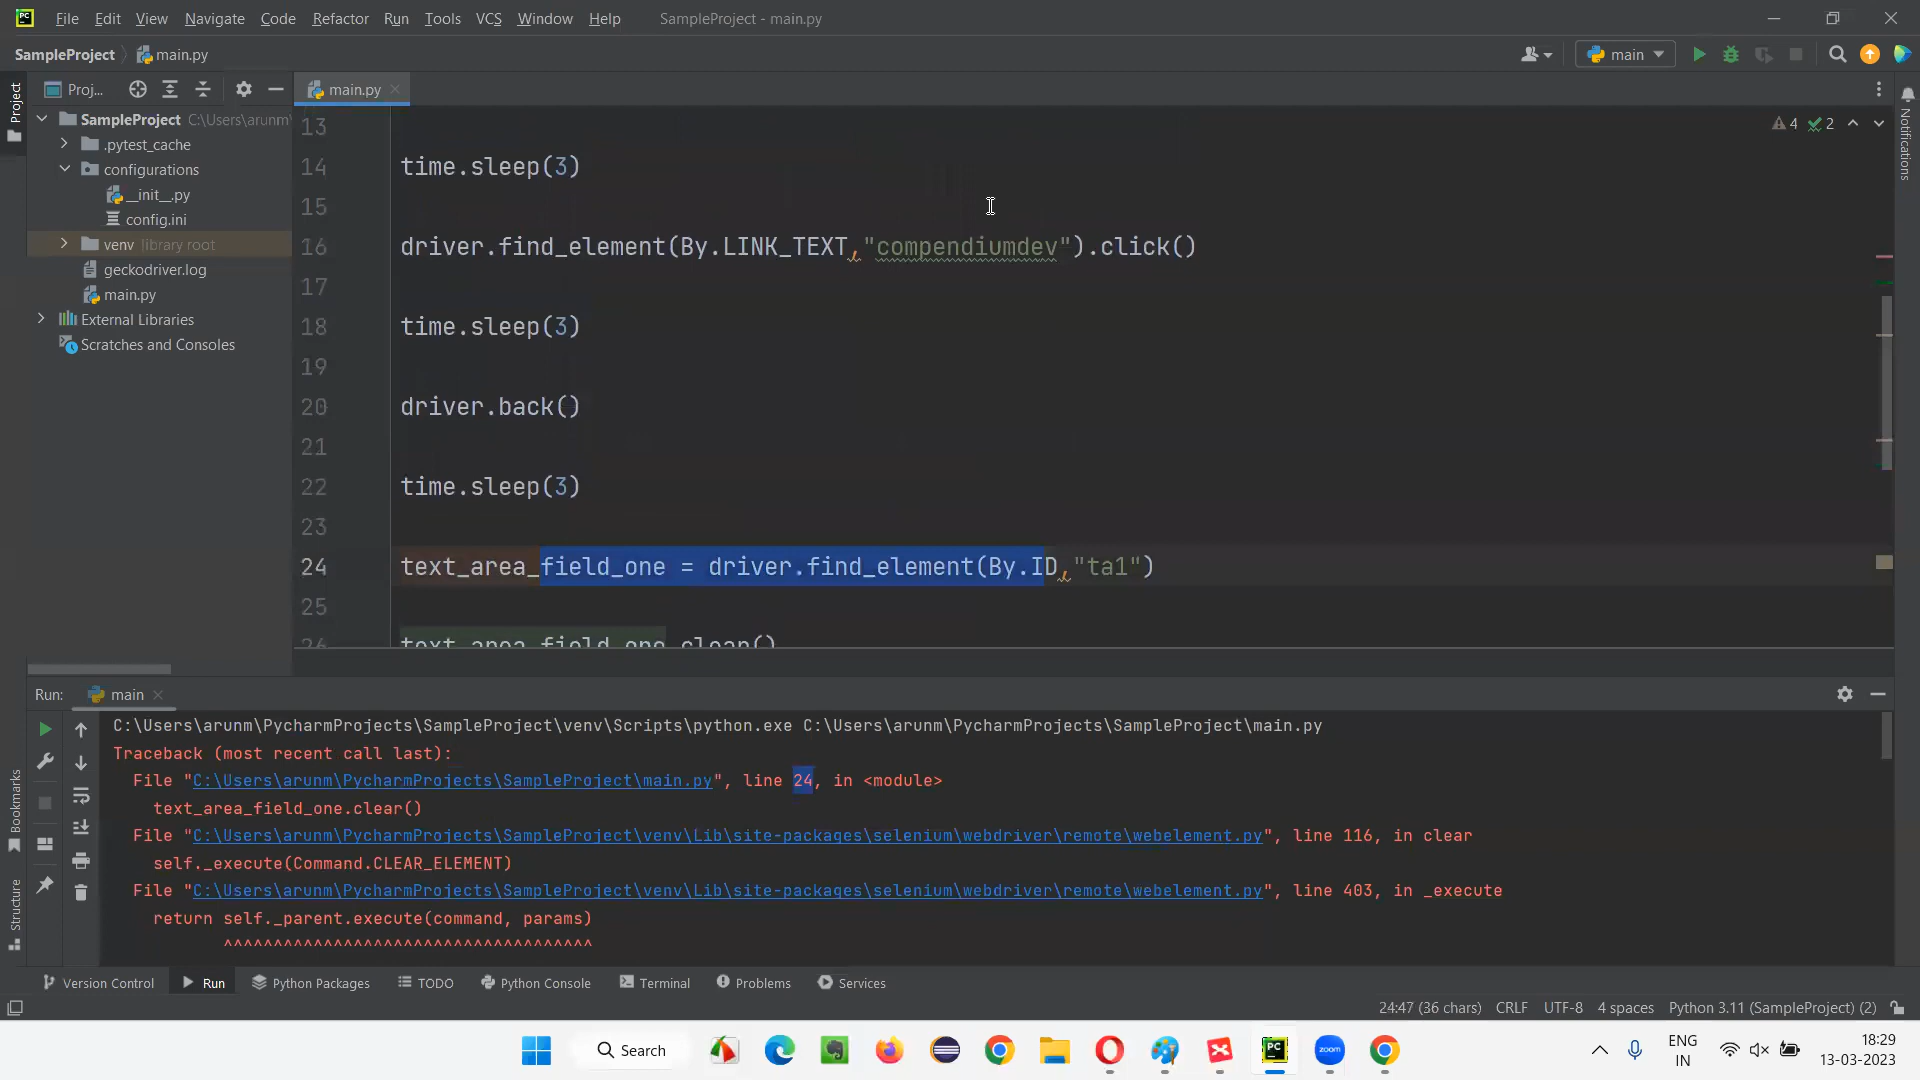 PC File Edit View Navigate Code Refactor Run Tools VCS Window Help SampleProject - main.py
SampleProject main.py main
Project
Proj... main.py
SampleProject C:\Users\arunm\
.pytest_cache
configurations
__init__.py
config.ini
venv library root
geckodriver.log
main.py
External Libraries
Scratches and Consoles
4 2
Notifications
13
14 time.sleep(3)
15
16 driver.find_element(By.LINK_TEXT,"compendiumdev").click()
17
18 time.sleep(3)
19
20 driver.back()
21
22 time.sleep(3)
23
24 text_area_field_one = driver.find_element(By.ID,"ta1")
25
26 text_area_field_one.clear()
Run: main
C:\Users\arunm\PycharmProjects\SampleProject\venv\Scripts\python.exe C:\Users\arunm\PycharmProjects\SampleProject\main.py
Traceback (most recent call last):
File "C:\Users\arunm\PycharmProjects\SampleProject\main.py", line 24, in <module>
text_area_field_one.clear()
File "C:\Users\arunm\PycharmProjects\SampleProject\venv\Lib\site-packages\selenium\webdriver\remote\webelement.py", line 116, in clear
self._execute(Command.CLEAR_ELEMENT)
File "C:\Users\arunm\PycharmProjects\SampleProject\venv\Lib\site-packages\selenium\webdriver\remote\webelement.py", line 403, in _execute
return self._parent.execute(command, params)
^^^^^^^^^^^^^^^^^^^^^^^^^^^^^^^^^^^^^
Bookmarks
Structure
Version Control Run Python Packages TODO Python Console Terminal Problems Services
24:47 (36 chars) CRLF UTF-8 4 spaces Python 3.11 (SampleProject) (2)
Search PC zoom ENG 18:29
IN 13-03-2023